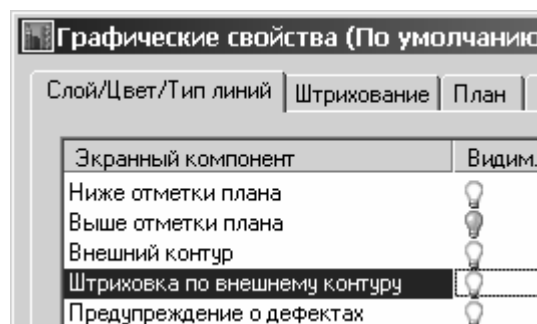 Графические свойства (По умолчанию
Слой/Цвет/Тип линий Штрихование План
Экранный компонент Видим.
Ниже отметки плана
Выше отметки плана
Внешний контур
Штриховка по внешнему контуру
Предупреждение о дефектах